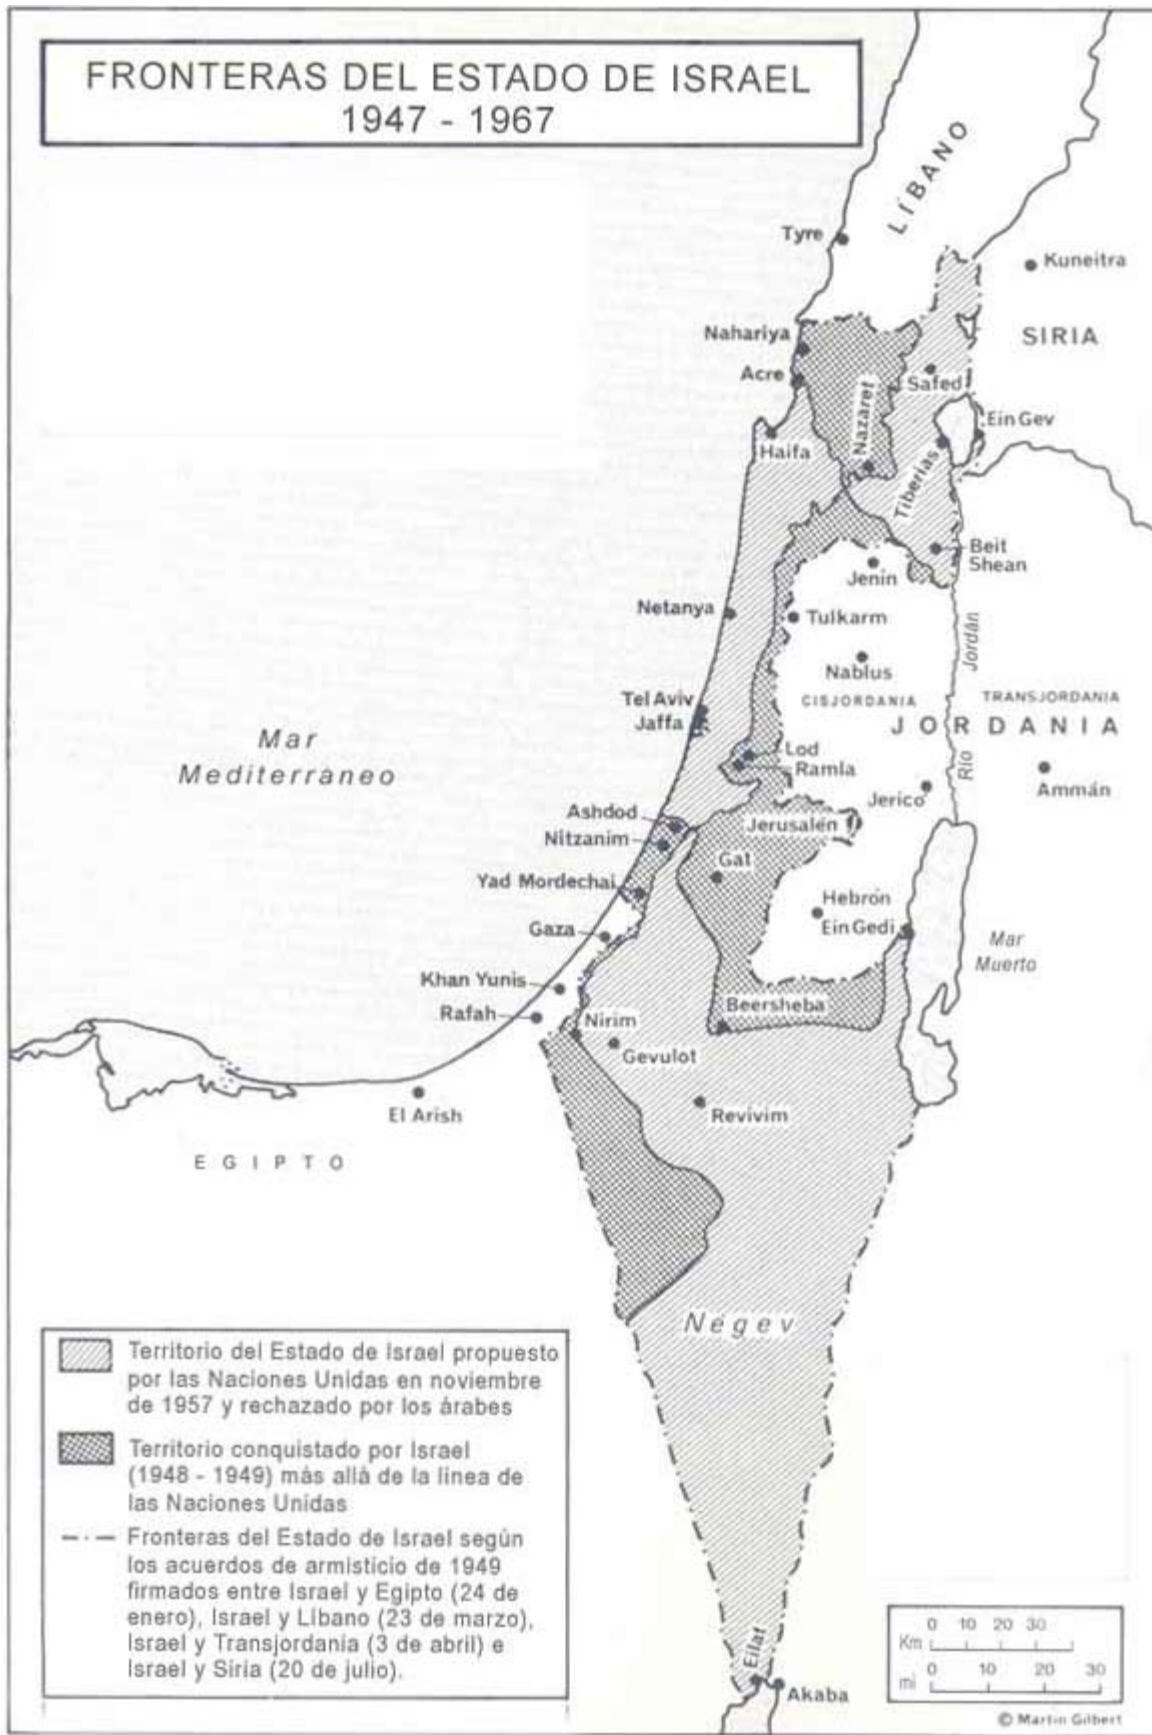 FRONTERAS DEL ESTADO DE ISRAEL
1947 - 1967
LÍBANO
Tyre
Kuneitra
Nahariya
SIRIA
Acre
Safed
Nazaret
Ein Gev
Haifa
Tiberias
Beit
Shean
Jenín
Netanya
Tulkarm
Jordán
Nablus
Tel Aviv
CISJORDANIA
TRANSJORDANIA
Jaffa
JORDANIA
Mar
Mediterráneo
Lod
Río
Ramla
Ammán
Jerico
Ashdod
Jerusalén
Nitzanim
Gat
Yad Mordechai
Hebrón
Gaza
Ein Gedi
Mar
Muerto
Khan Yunis
Beersheba
Rafah
Nirim
Gevulot
El Arish
Revivim
EGIPTO
Négev
Territorio del Estado de Israel propuesto
por las Naciones Unidas en noviembre
de 1957 y rechazado por los árabes
Territorio conquistado por Israel
(1948 - 1949) más allá de la línea de
las Naciones Unidas
Fronteras del Estado de Israel según
los acuerdos de armisticio de 1949
firmados entre Israel y Egipto (24 de
enero), Israel y Líbano (23 de marzo),
Israel y Transjordania (3 de abril) e
Israel y Siria (20 de julio).
Eilat
Akaba
0 10 20 30
Km
0 10 20 30
mi
© Martin Gilbert